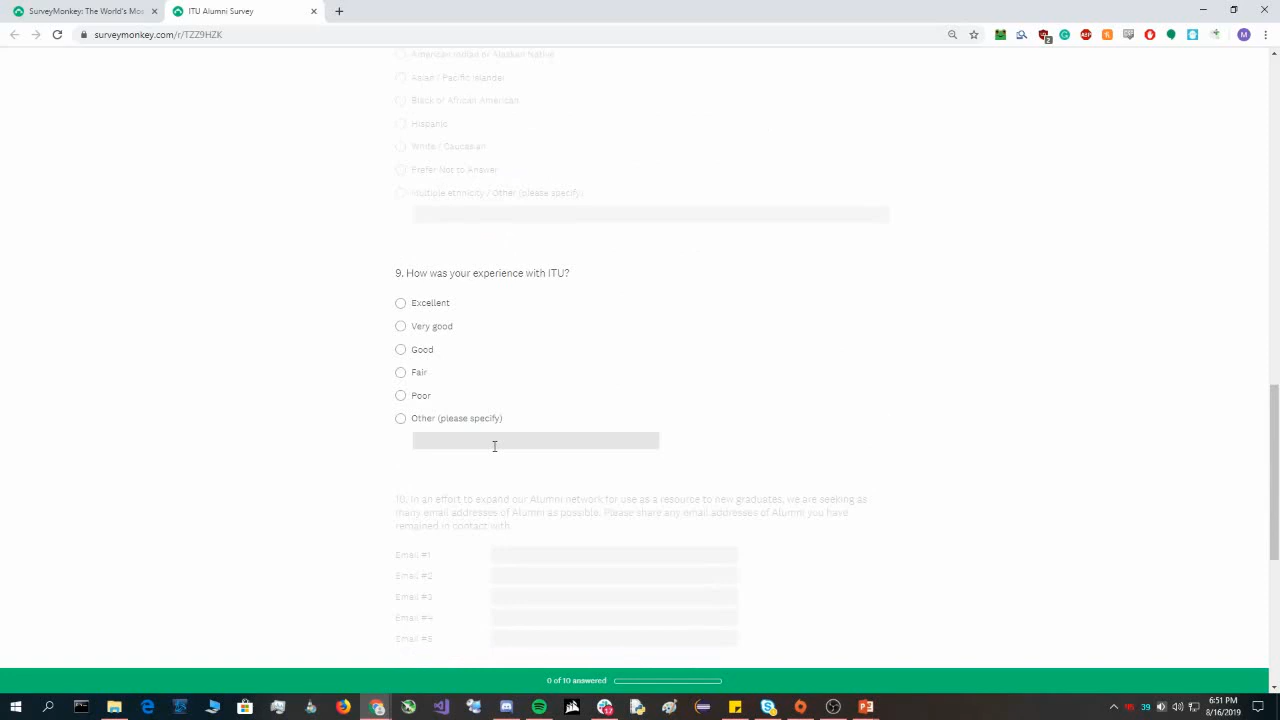 SurveyMonkey: The World's Mos
ITU Alumni Survey
surveymonkey.com/r/TZZ9HZK
American Indian or Alaskan Native
Asian / Pacific Islander
Black or African American
Hispanic
White / Caucasian
Prefer Not to Answer
Multiple ethnicity / Other (please specify)
9. How was your experience with ITU?
Excellent
Very good
Good
Fair
Poor
Other (please specify)
10. In an effort to expand our Alumni network for use as a resource to new graduates, we are seeking as
many email addresses of Alumni as possible. Please share any email addresses of Alumni you have
remained in contact with.
Email #1
Email #2
Email #3
Email #4
Email #5
0 of 10 answered
6:51 PM
8/16/2019